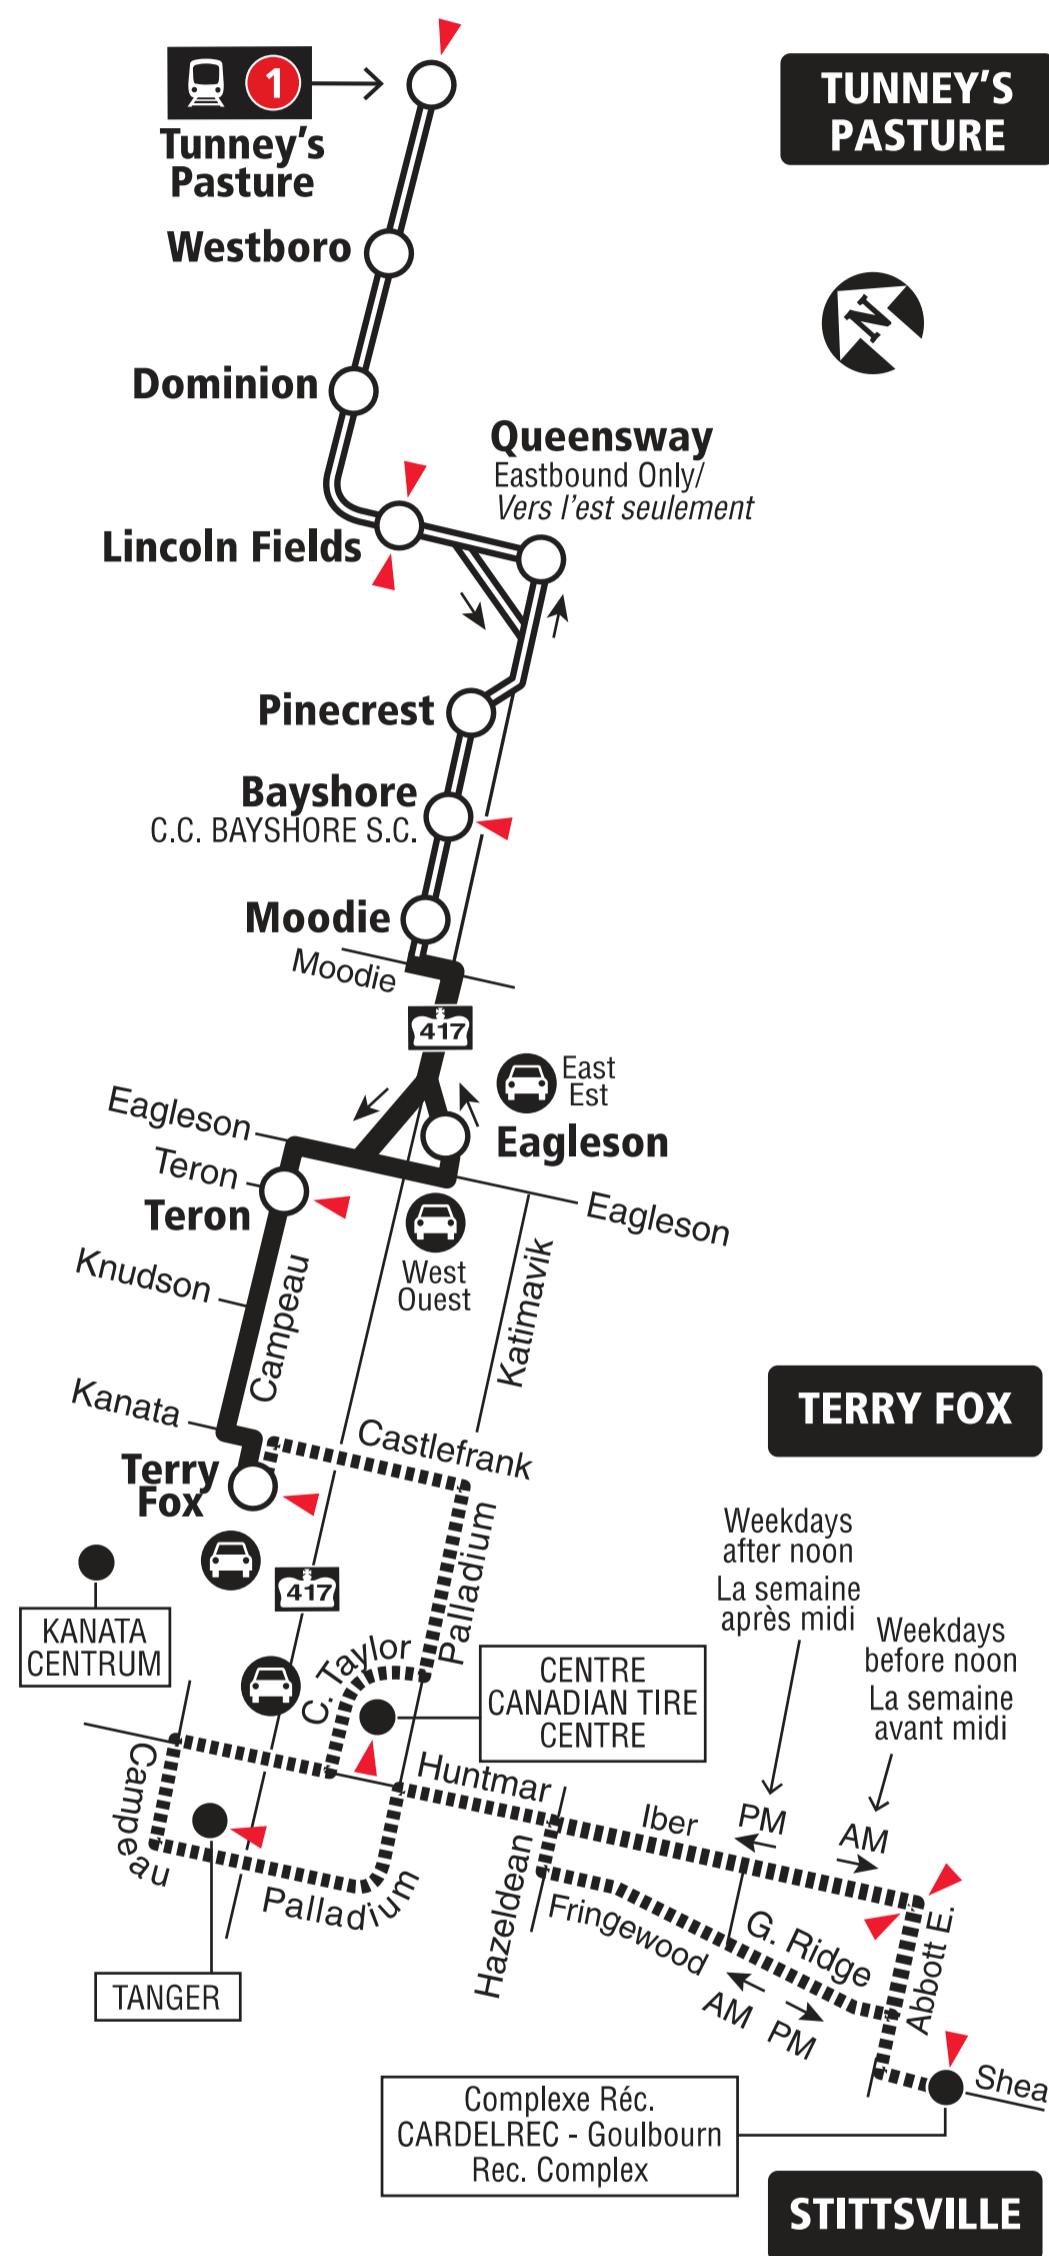 1
Tunney's
Pasture
TUNNEY'S
PASTURE
Westboro
N
Dominion
Queensway
Eastbound Only/
Vers l'est seulement
Lincoln Fields
Pinecrest
Bayshore
C.C. BAYSHORE S.C.
Moodie
Moodie
417
East
Est
Eagleson
Eagleson
Teron
Teron
Eagleson
West
Ouest
Knudson
Campeau
Katimavik
Kanata
Castlefrank
TERRY FOX
Terry
Fox
Palladium
417
KANATA
CENTRUM
C. Taylor
CENTRE
CANADIAN TIRE
CENTRE
Weekdays
after noon
La semaine
après midi
Weekdays
before noon
La semaine
avant midi
Campeau
Huntmar
Iber
PM
AM
Palladium
Hazeldean
Fringewood
G. Ridge
Abbott E.
AM
PM
TANGER
Shea
Complexe Réc.
CARDELREC - Goulbourn
Rec. Complex
STITTSVILLE